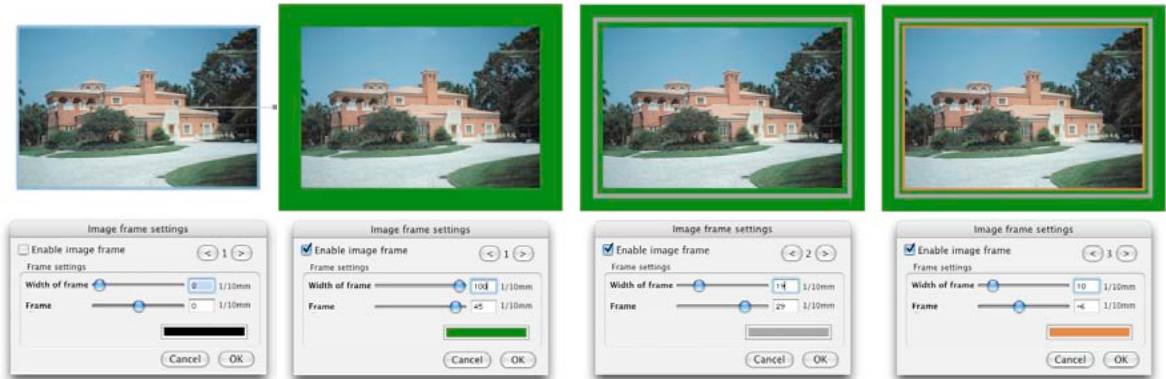 Image frame settings
Enable image frame
< 1 >
Frame settings
Width of frame 0 1/10mm
Frame 0 1/10mm
Cancel OK
Image frame settings
Enable image frame
< 1 >
Frame settings
Width of frame 100 1/10mm
Frame 45 1/10mm
Cancel OK
Image frame settings
Enable image frame
< 2 >
Frame settings
Width of frame 19 1/10mm
Frame 29 1/10mm
Cancel OK
Image frame settings
Enable image frame
< 3 >
Frame settings
Width of frame 10 1/10mm
Frame 1/10mm
Cancel OK